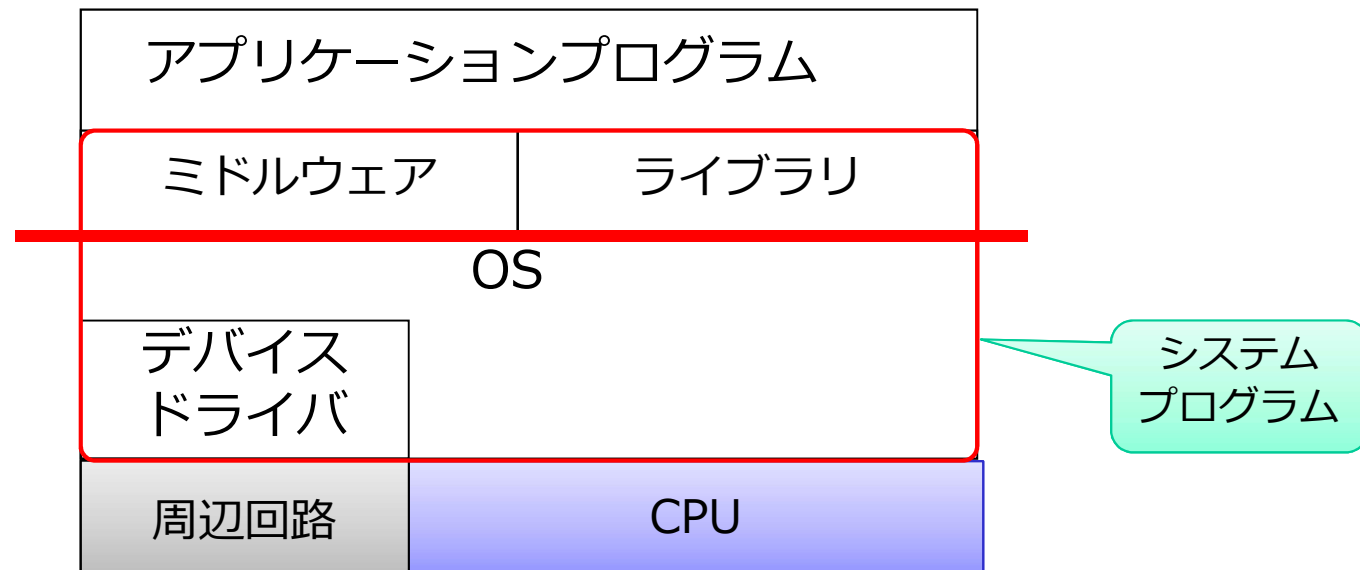 アプリケーションプログラム
ミドルウェア
ライブラリ
OS
デバイス
ドライバ
システム
プログラム
周辺回路
CPU